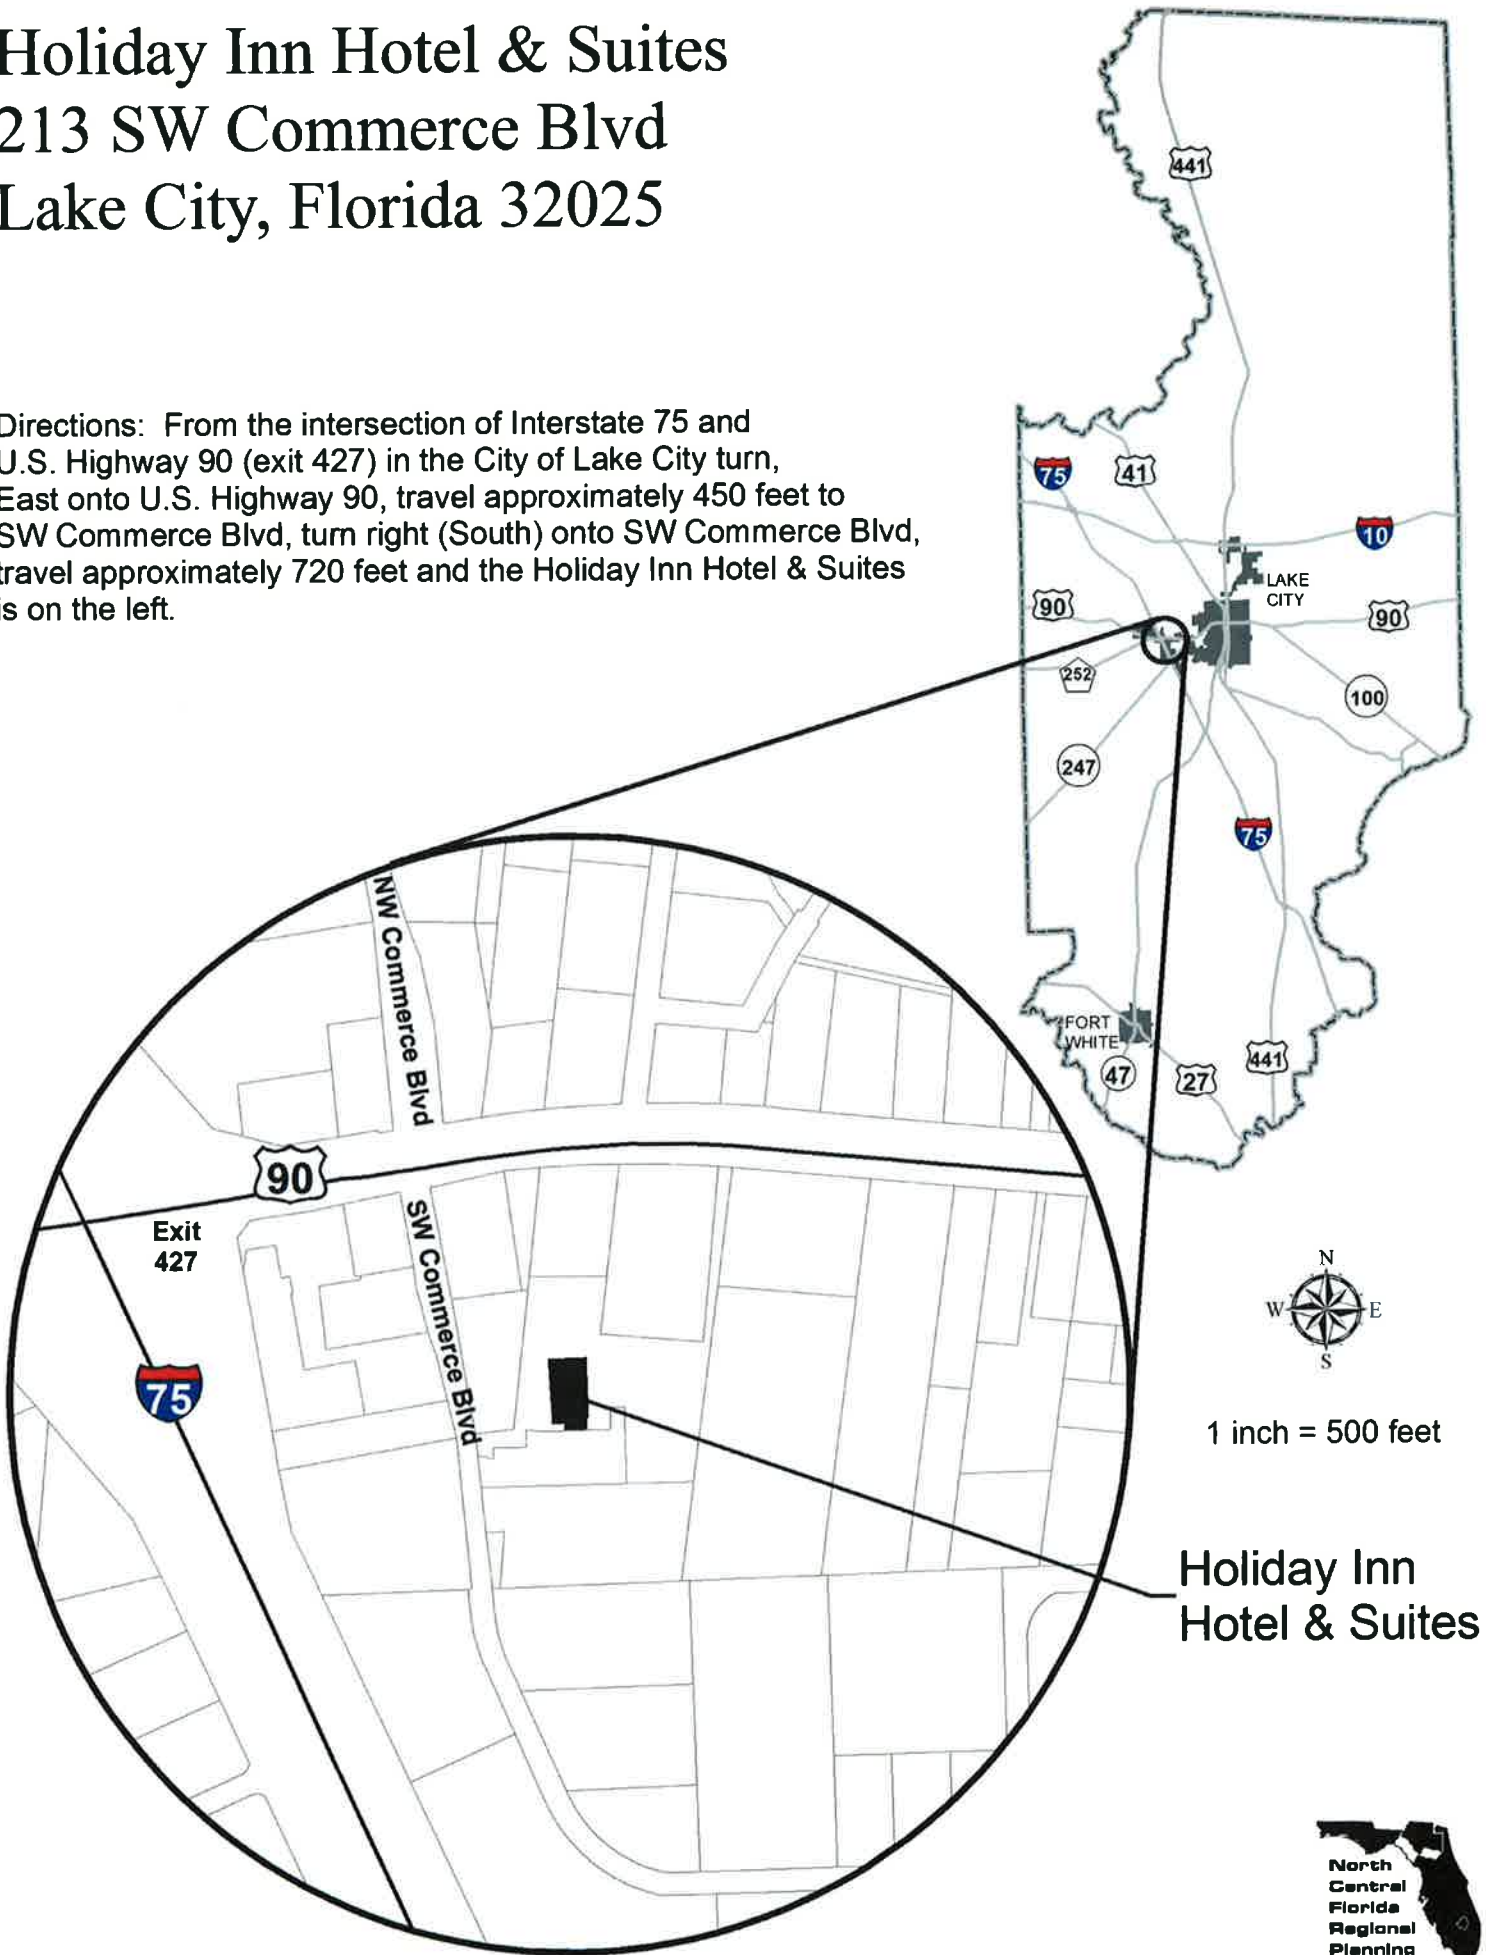 Holiday Inn Hotel & Suites
213 SW Commerce Blvd
Lake City, Florida 32025
Directions: From the intersection of Interstate 75 and
U.S. Highway 90 (exit 427) in the City of Lake City turn,
East onto U.S. Highway 90, travel approximately 450 feet to
SW Commerce Blvd, turn right (South) onto SW Commerce Blvd,
travel approximately 720 feet and the Holiday Inn Hotel & Suites
is on the left.
441
75
41
10
LAKE
CITY
90
90
252
100
247
75
FORT
WHITE
47
27
441
NW Commerce Blvd
90
Exit
427
SW Commerce Blvd
75
N
W
E
S
1 inch = 500 feet
Holiday Inn
Hotel & Suites
North
Central
Florida
Regional
Planning